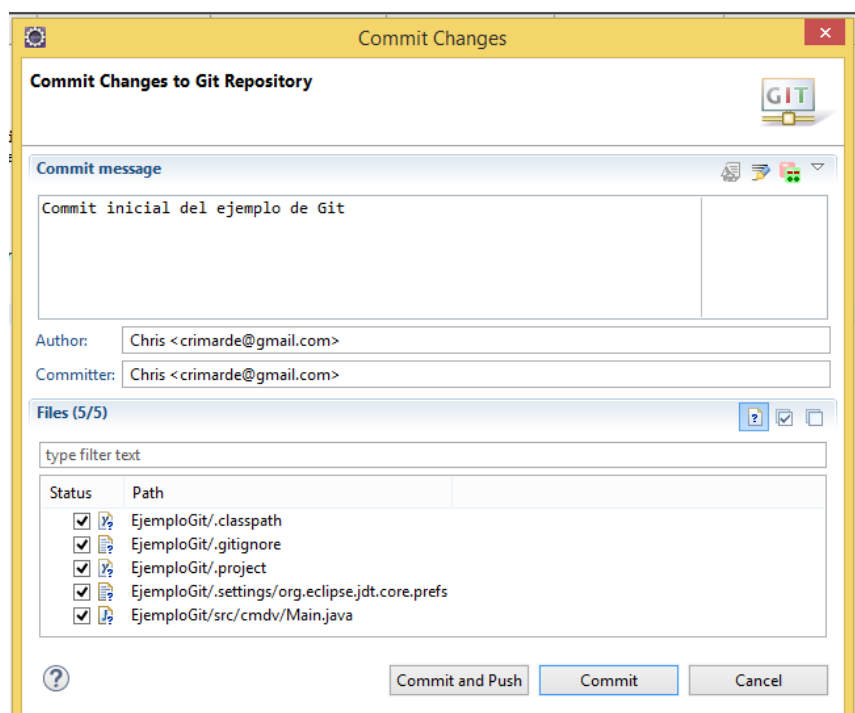 Commit Changes
Commit Changes to Git Repository
GIT
Commit message
Commit inicial del ejemplo de Git
Author: Chris <crimarde@gmail.com>
Committer: Chris <crimarde@gmail.com>
Files (5/5)
type filter text
Status Path
EjemploGit/.classpath
EjemploGit/.gitignore
EjemploGit/.project
EjemploGit/.settings/org.eclipse.jdt.core.prefs
EjemploGit/src/cmdv/Main.java
Commit and Push Commit Cancel